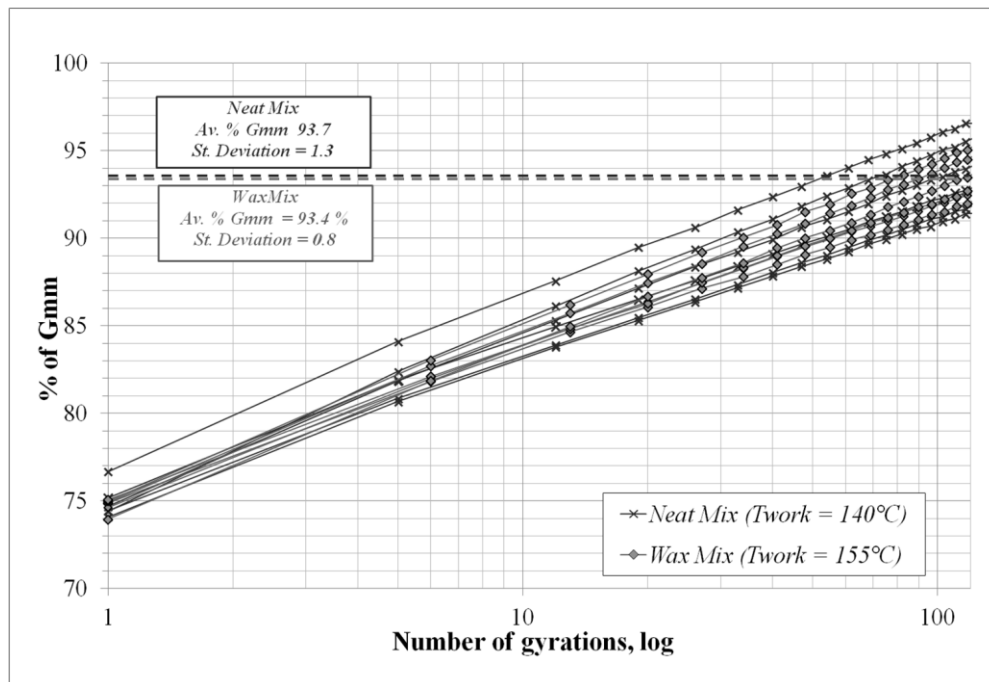 100
95
90
85
80
75
70
% of Gmm
Neat Mix
Av. % Gmm 93.7
St. Deviation = 1.3
WaxMix
Av. % Gmm = 93.4 %
St. Deviation = 0.8
Neat Mix (Twork = 140°C)
Wax Mix (Twork = 155°C)
1
10
100
Number of gyrations, log